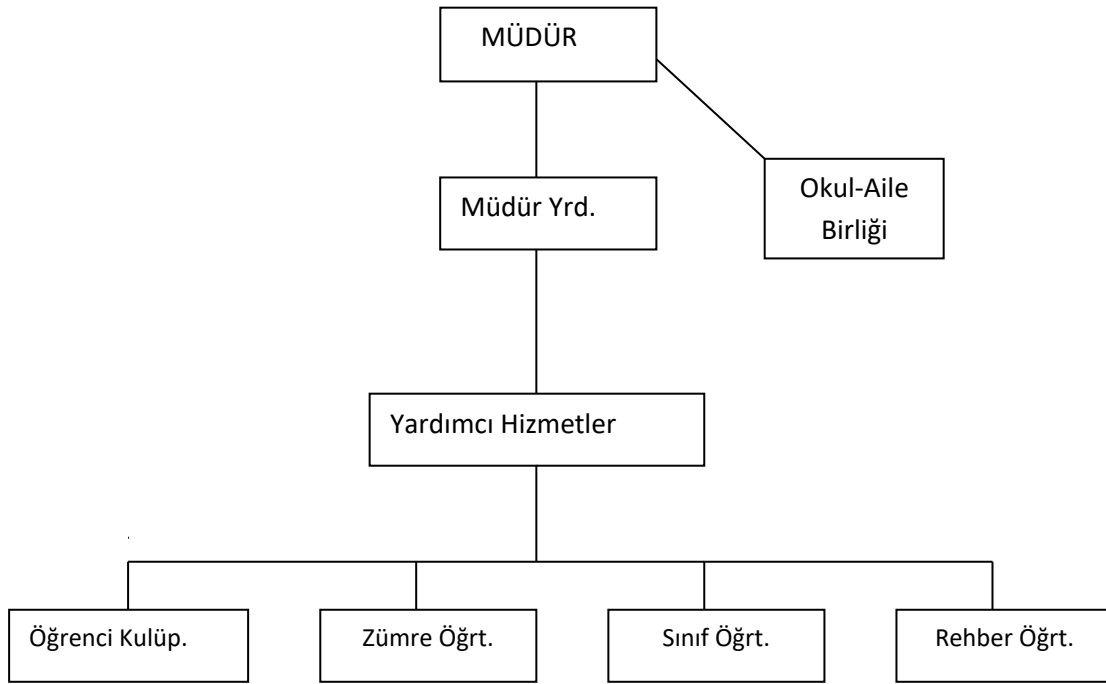 MÜDÜR
Okul-Aile
Birliği
Müdür Yrd.
Yardımcı Hizmetler
Öğrenci Kulüp.
Zümre Öğrt.
Sınıf Öğrt.
Rehber Öğrt.